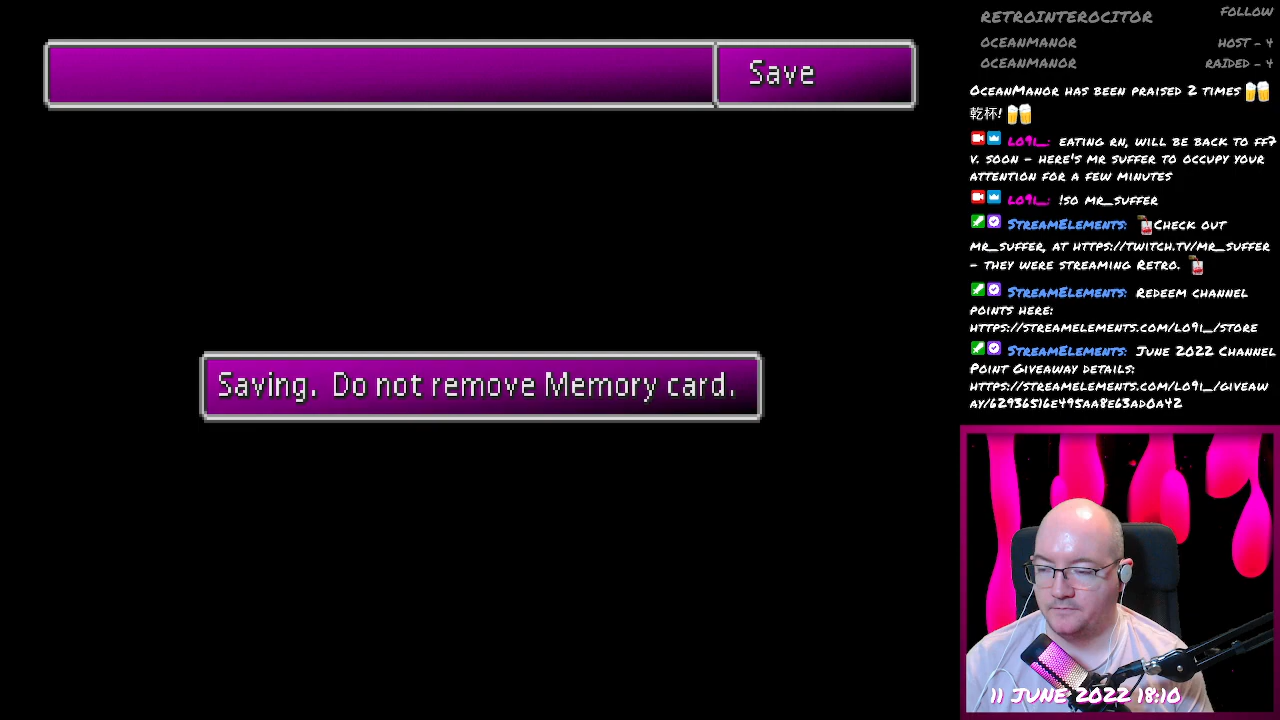 Save
Saving. Do not remove Memory card.
RETROINTEROCITOR FOLLOW
OCEANMANOR HOST - 4
OCEANMANOR RAIDED - 4
OCEANMANOR HAS BEEN PRAISED 2 TIMES
乾杯!
LO9I_: EATING RN, WILL BE BACK TO FF7
V. SOON - HERE'S MR SUFFER TO OCCUPY YOUR
ATTENTION FOR A FEW MINUTES
LO9I_: !SO MR_SUFFER
STREAMELEMENTS: CHECK OUT
MR_SUFFER, AT HTTPS://TWITCH.TV/MR_SUFFER
- THEY WERE STREAMING RETRO.
STREAMELEMENTS: REDEEM CHANNEL
POINTS HERE:
HTTPS://STREAMELEMENTS.COM/LO9I_/STORE
STREAMELEMENTS: JUNE 2022 CHANNEL
POINT GIVEAWAY DETAILS:
HTTPS://STREAMELEMENTS.COM/LO9I_/GIVEAW
AY/62936516E495AA8E63AD0A42
11 JUNE 2022 18:10